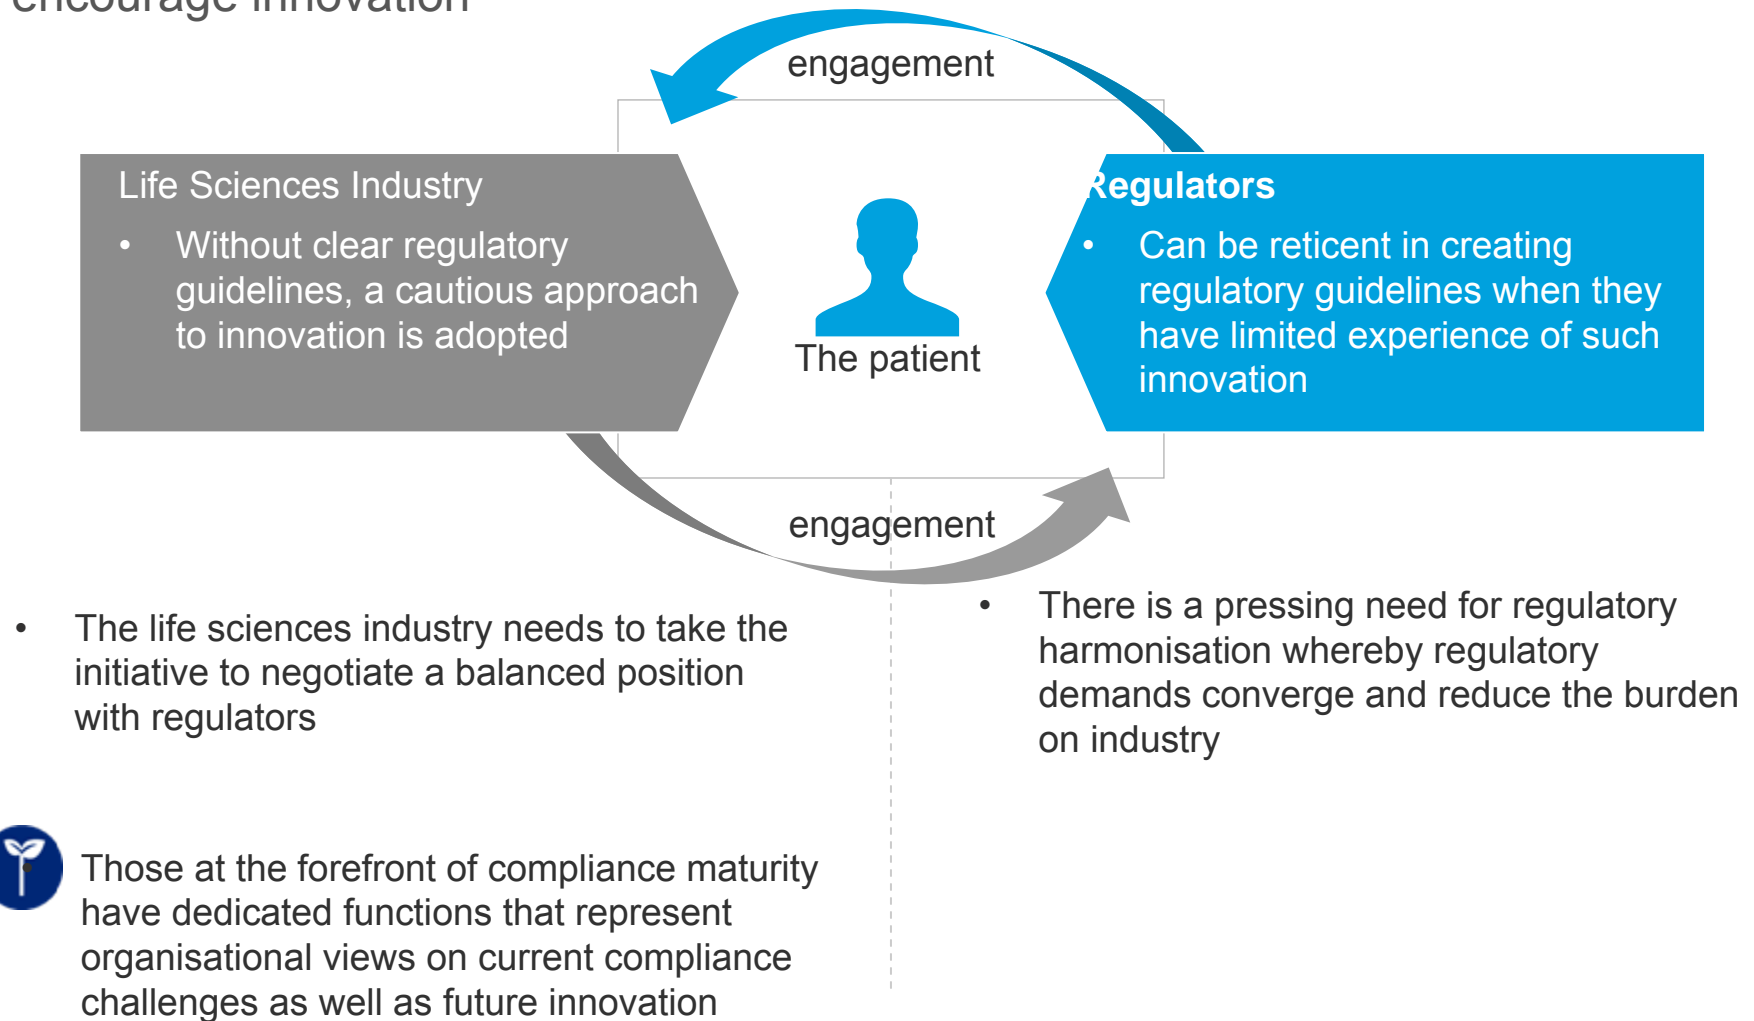 encourage innovation
engagement
Life Sciences Industry
• Without clear regulatory
guidelines, a cautious approach
to innovation is adopted
The patient
Regulators
• Can be reticent in creating
regulatory guidelines when they
have limited experience of such
innovation
engagement
• The life sciences industry needs to take the
initiative to negotiate a balanced position
with regulators
• There is a pressing need for regulatory
harmonisation whereby regulatory
demands converge and reduce the burden
on industry
• Those at the forefront of compliance maturity
have dedicated functions that represent
organisational views on current compliance
challenges as well as future innovation